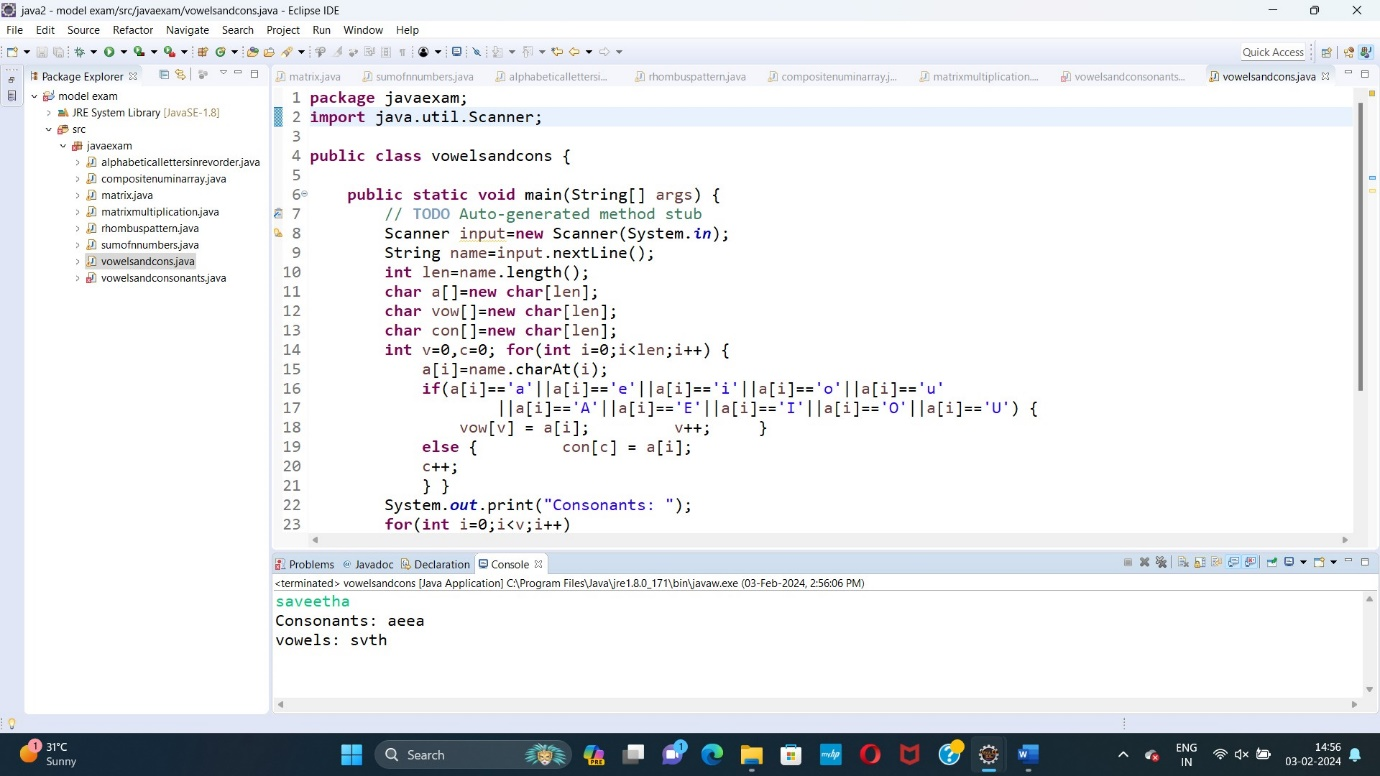 java2 - model exam/src/javaexam/vowelsandcons.java - Eclipse IDE
File Edit Source Refactor Navigate Search Project Run Window Help
Quick Access
Package Explorer
matrix.java sumofnnumbers.java alphabeticallettersi... rhombuspattern.java compositenuminarray.j... matrixmultiplication.... vowelsandconsonants... vowelsandcons.java
model exam
JRE System Library [JavaSE-1.8]
src
javaexam
alphabeticallettersinrevorder.java
compositenuminarray.java
matrix.java
matrixmultiplication.java
rhombuspattern.java
sumofnnumbers.java
vowelsandcons.java
vowelsandconsonants.java
1 package javaexam;
2 import java.util.Scanner;
3
4 public class vowelsandcons {
5
6 public static void main(String[] args) {
7 // TODO Auto-generated method stub
8 Scanner input=new Scanner(System.in);
9 String name=input.nextLine();
10 int len=name.length();
11 char a[]=new char[len];
12 char vow[]=new char[len];
13 char con[]=new char[len];
14 int v=0,c=0; for(int i=0;i<len;i++) {
15 a[i]=name.charAt(i);
16 if(a[i]=='a'||a[i]=='e'||a[i]=='i'||a[i]=='o'||a[i]=='u'
17 ||a[i]=='A'||a[i]=='E'||a[i]=='I'||a[i]=='O'||a[i]=='U') {
18 vow[v] = a[i]; v++; }
19 else { con[c] = a[i];
20 c++;
21 } }
22 System.out.print("Consonants: ");
23 for(int i=0;i<v;i++)
Problems Javadoc Declaration Console
<terminated> vowelsandcons [Java Application] C:\Program Files\Java\jre1.8.0_171\bin\javaw.exe (03-Feb-2024, 2:56:06 PM)
saveetha
Consonants: aeea
vowels: svth
1 31°C
Sunny
Search
PRE
1
myhp
W
ENG
IN
14:56
03-02-2024